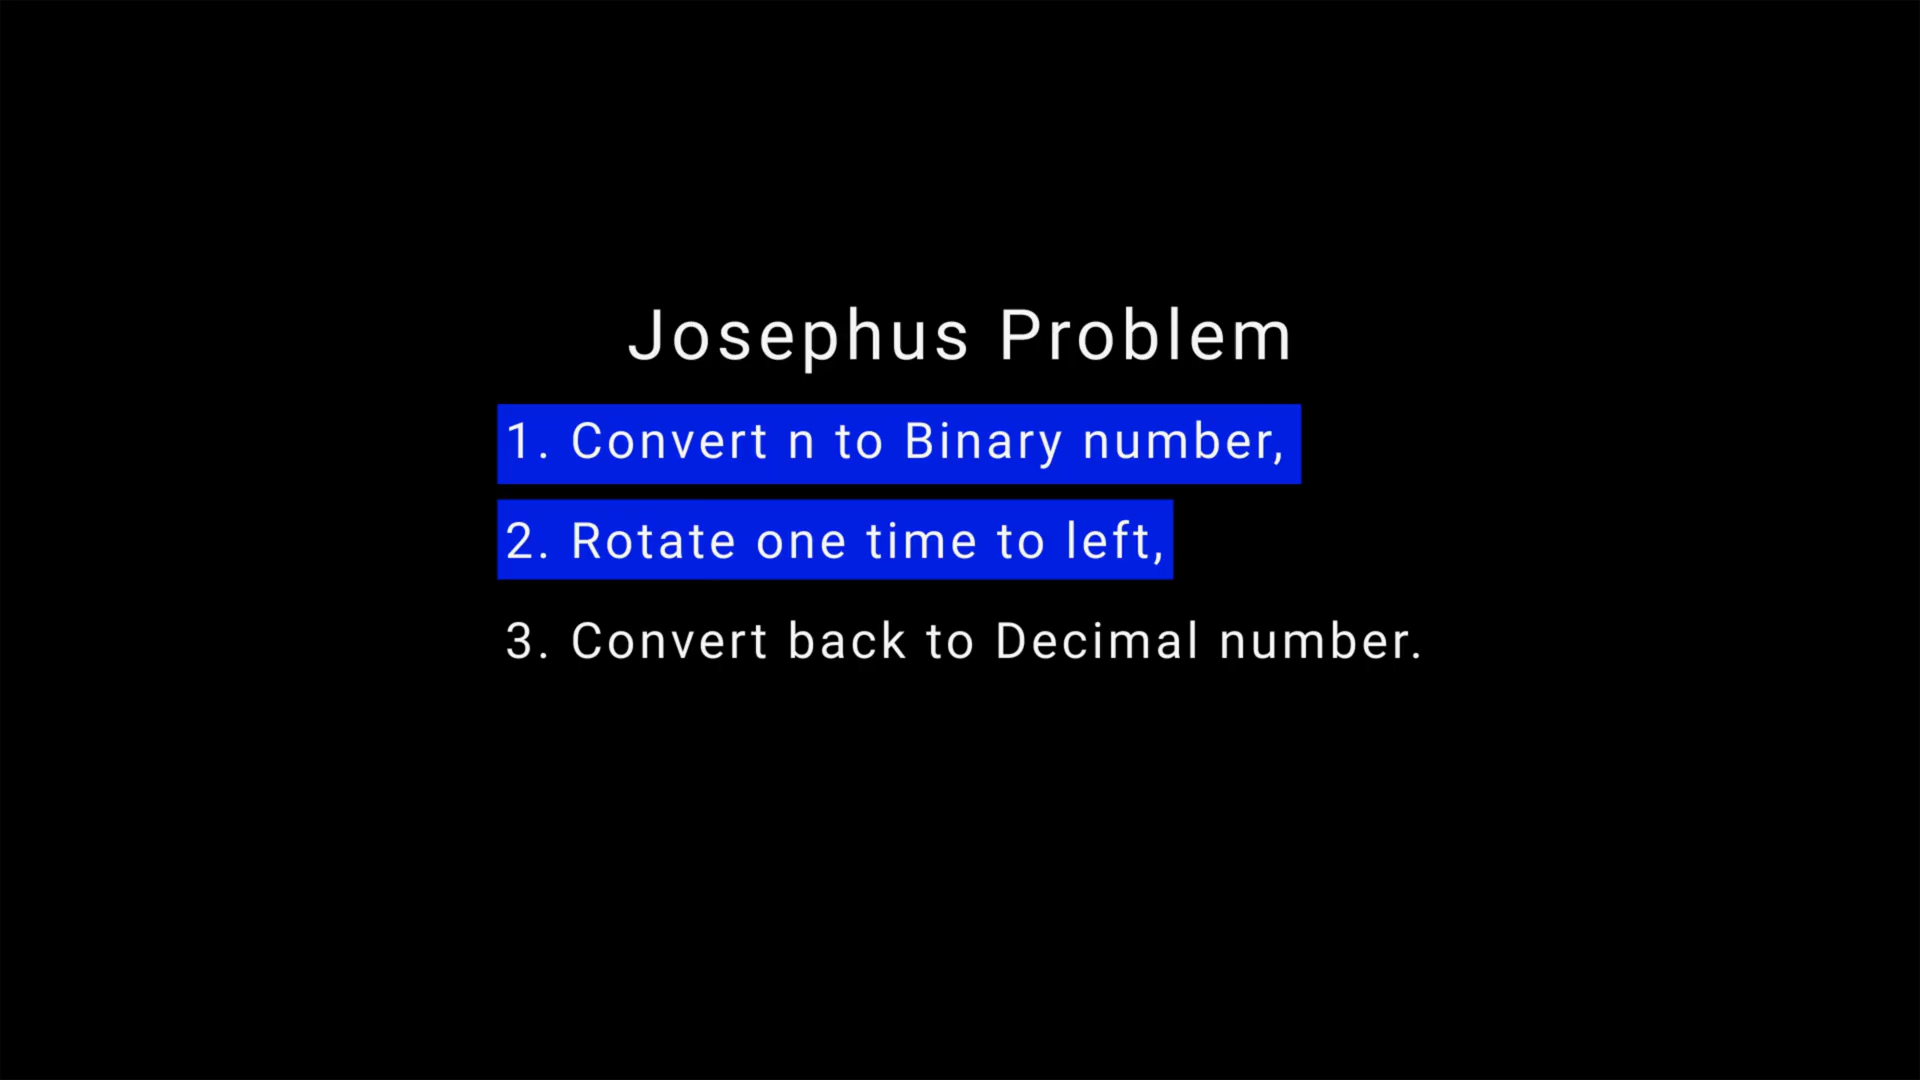 Josephus Problem
1. Convert n to Binary number,
2. Rotate one time to left,
3. Convert back to Decimal number.